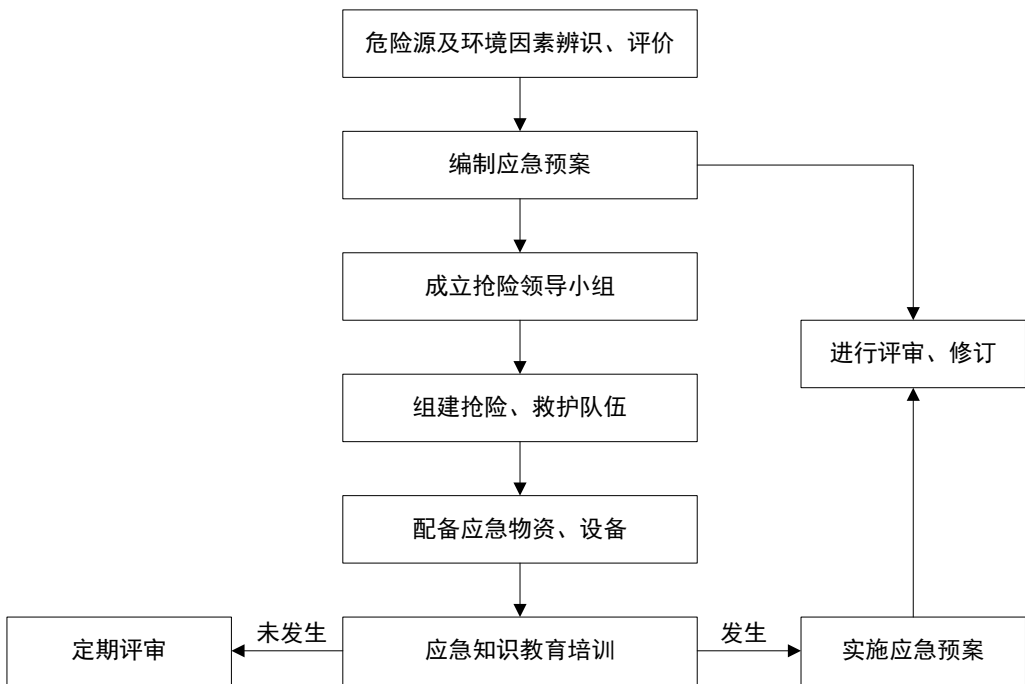 危险源及环境因素辨识、评价
编制应急预案
成立抢险领导小组
进行评审、修订
组建抢险、救护队伍
配备应急物资、设备
定期评审
未发生
应急知识教育培训
发生
实施应急预案